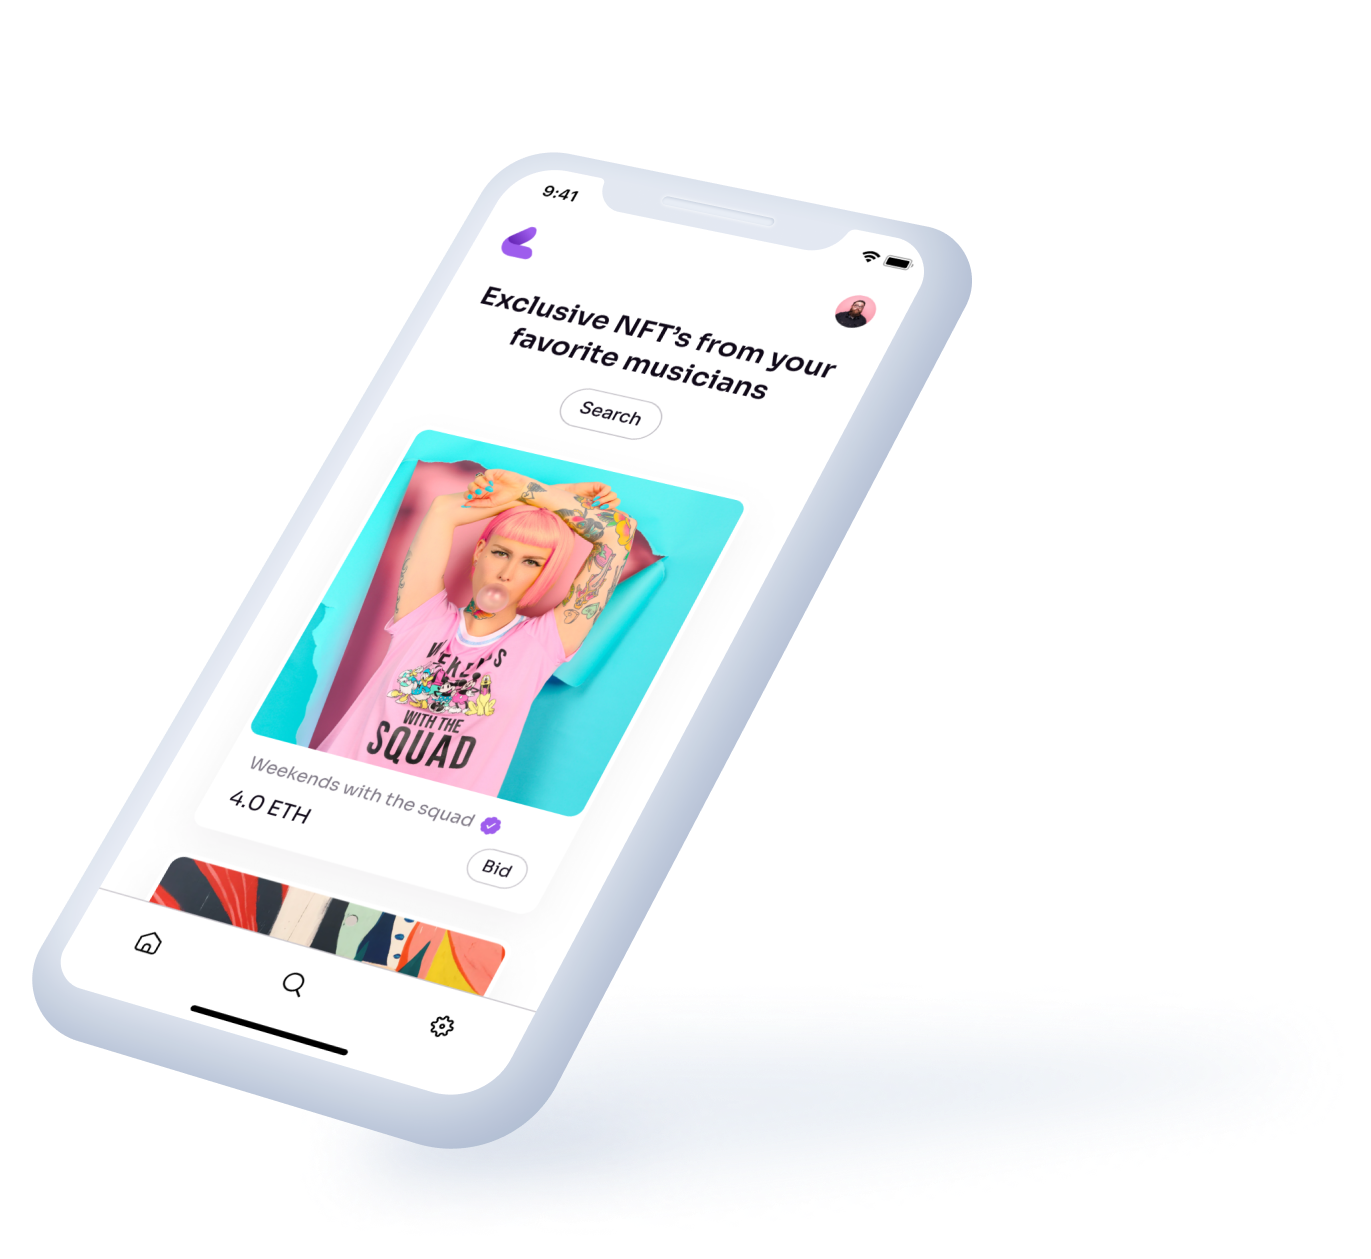 9:41
Exclusive NFT's from your
favorite musicians
Search
WITH THE
SQUAD
Weekends with the squad
4.0 ETH
Bid